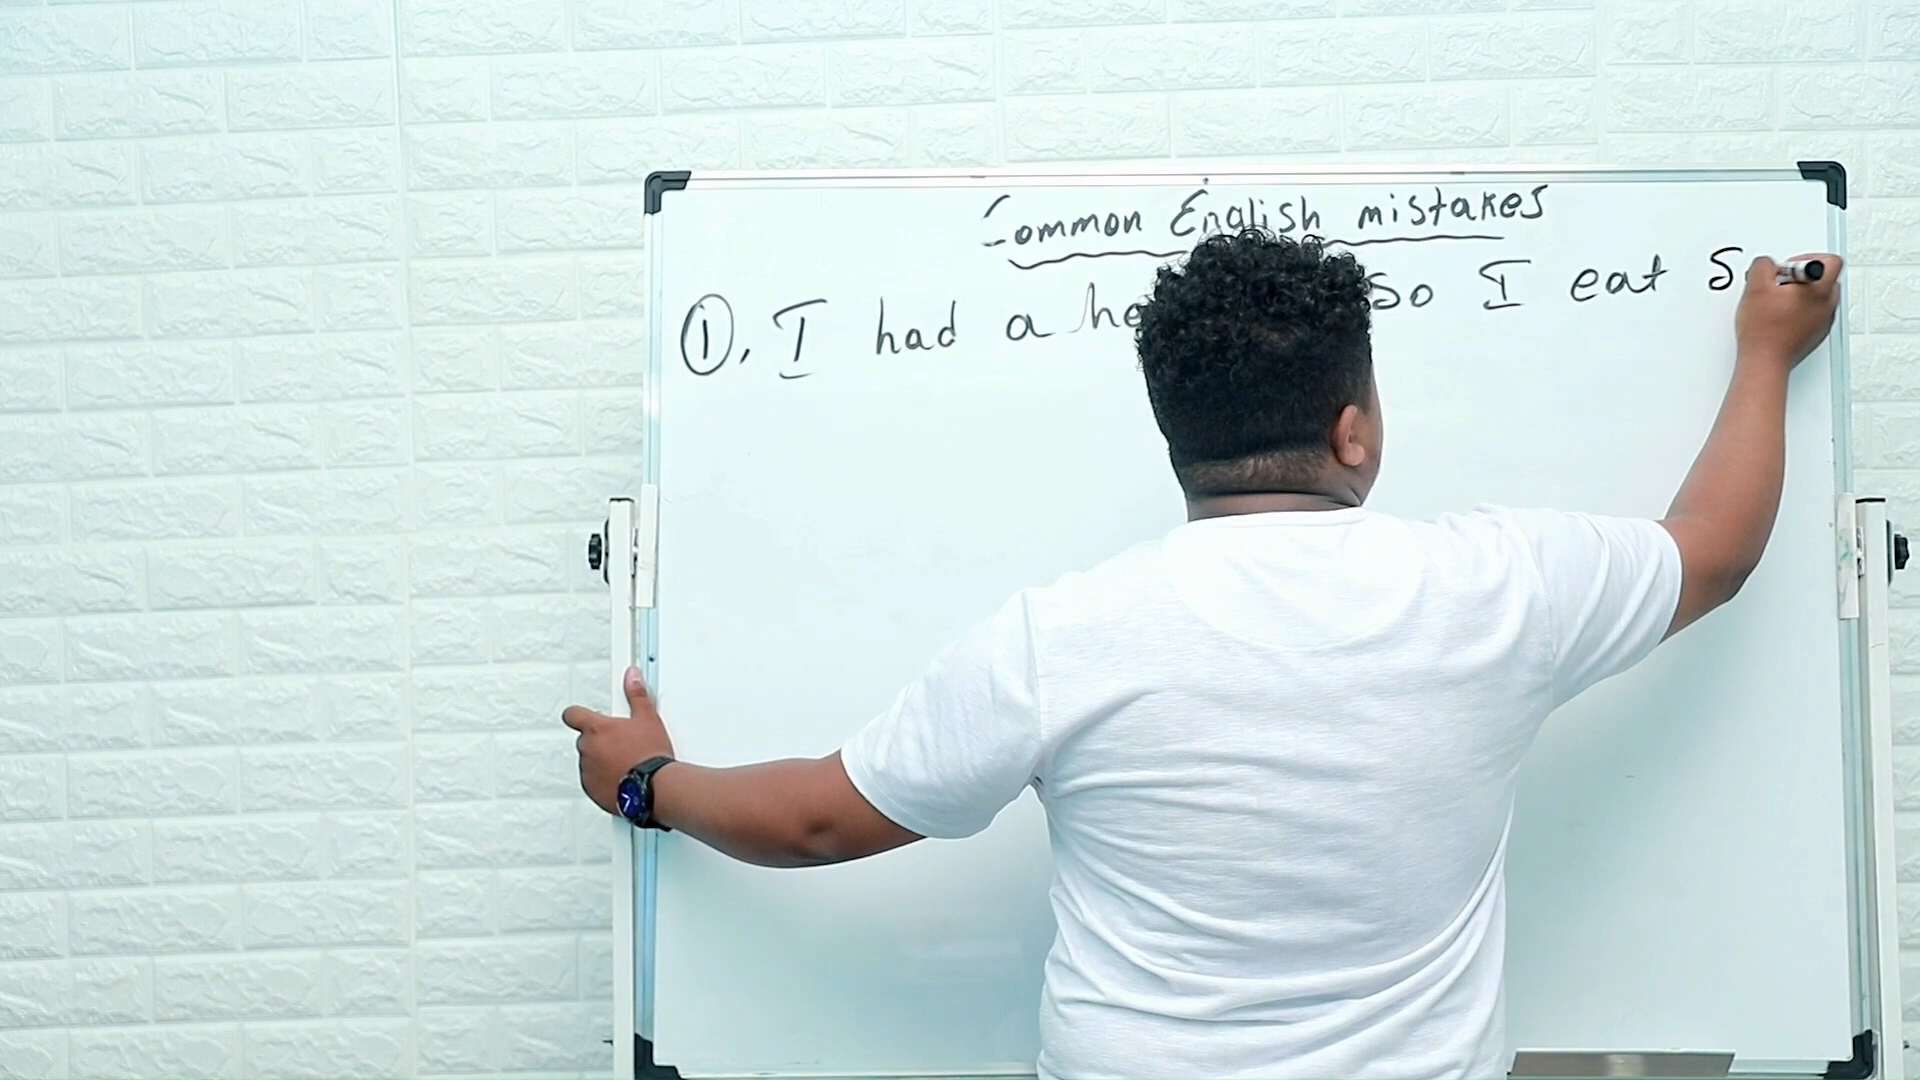 Common English mistakes
①. I had a he so I eat